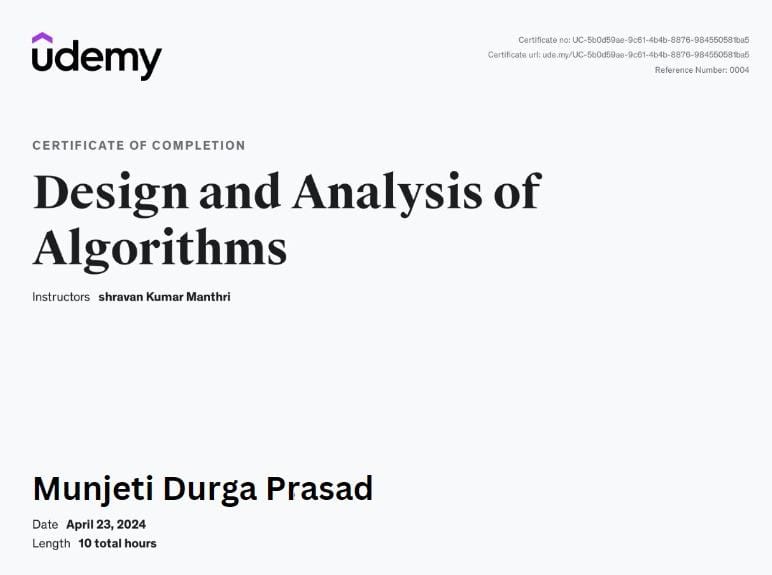 udemy
Certificate no: UC-5b0d59ae-9c61-4b4b-8876-984550581ba5
Certificate url: ude.my/UC-5b0d59ae-9c61-4b4b-8876-984550581ba5
Reference Number: 0004
CERTIFICATE OF COMPLETION
Design and Analysis of
Algorithms
Instructors shravan Kumar Manthri
Munjeti Durga Prasad
Date April 23, 2024
Length 10 total hours